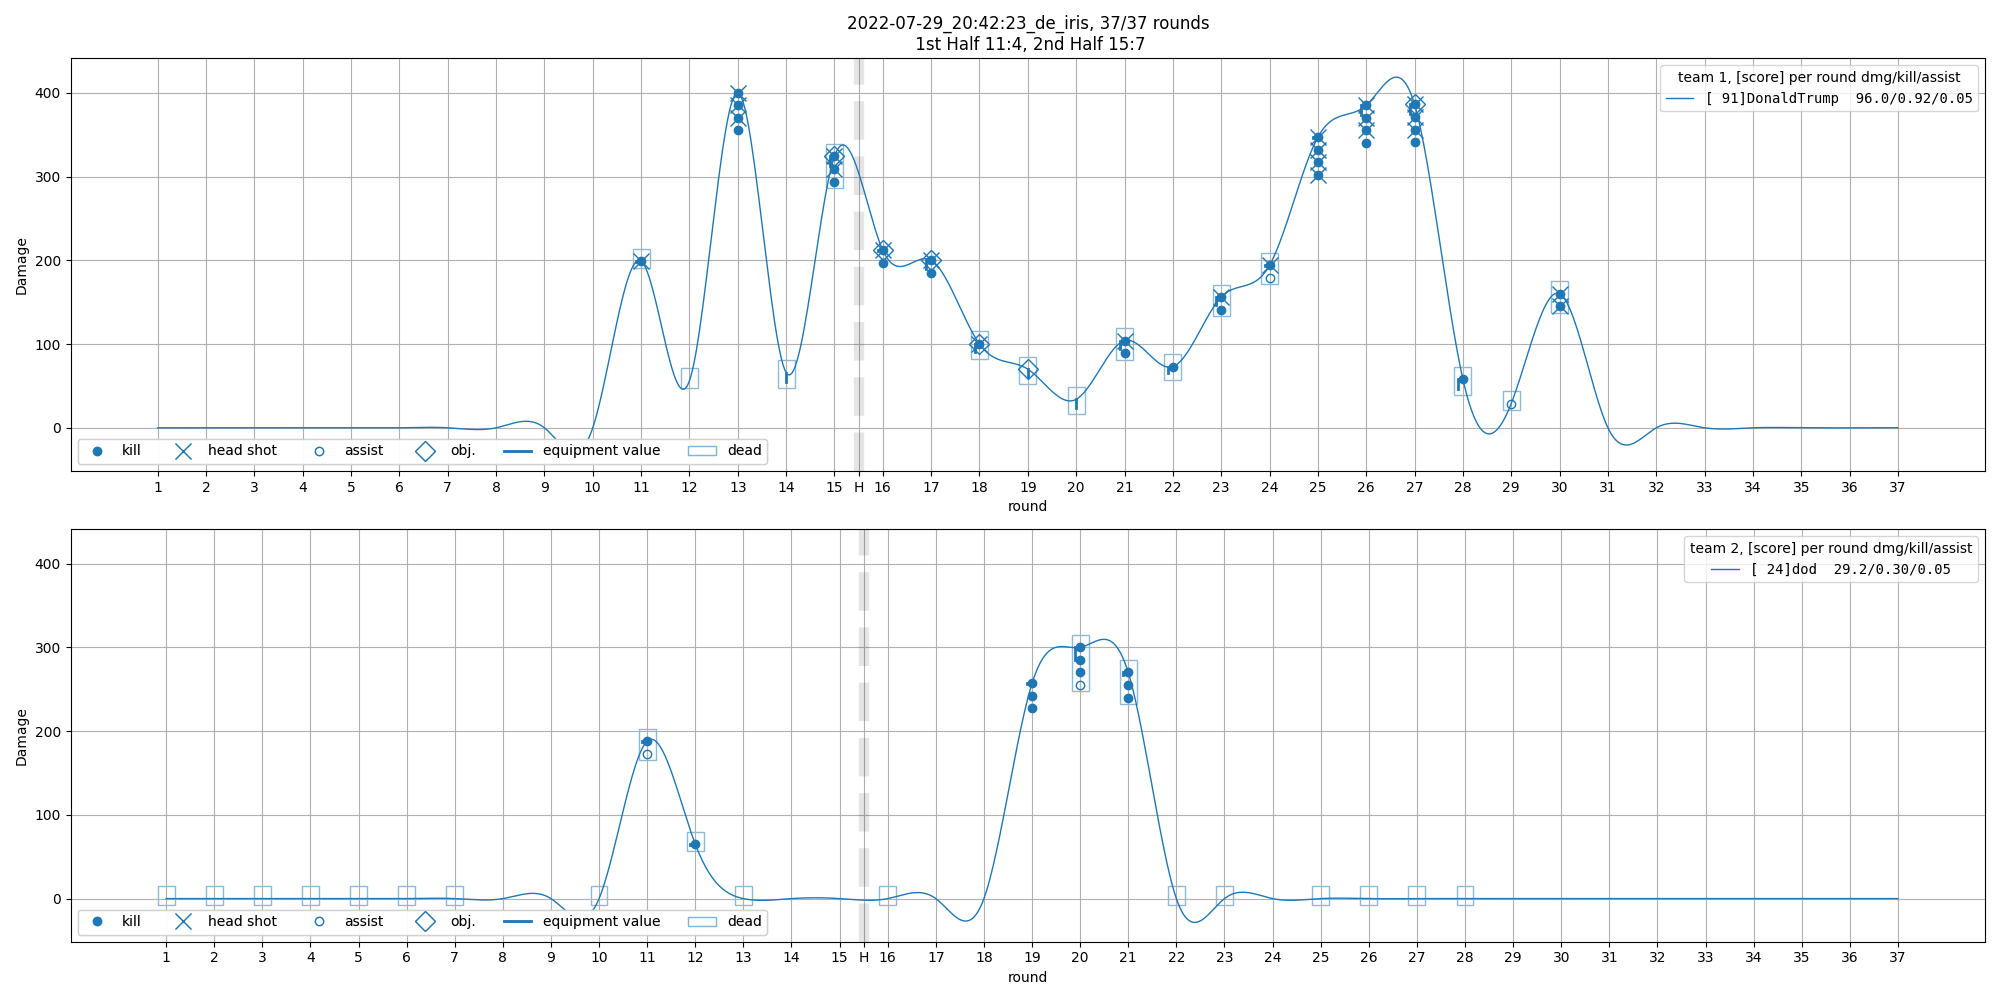 2022-07-29_20:42:23_de_iris, 37/37 rounds
1st Half 11:4, 2nd Half 15:7
team 1, [score] per round dmg/kill/assist
[ 91]DonaldTrump  96.0/0.92/0.05
Damage
400
300
200
100
0
kill head shot assist obj. equipment value dead
1 2 3 4 5 6 7 8 9 10 11 12 13 14 15 H 16 17 18 19 20 21 22 23 24 25 26 27 28 29 30 31 32 33 34 35 36 37
round
team 2, [score] per round dmg/kill/assist
[ 24]dod  29.2/0.30/0.05
Damage
400
300
200
100
0
kill head shot assist obj. equipment value dead
1 2 3 4 5 6 7 8 9 10 11 12 13 14 15 H 16 17 18 19 20 21 22 23 24 25 26 27 28 29 30 31 32 33 34 35 36 37
round